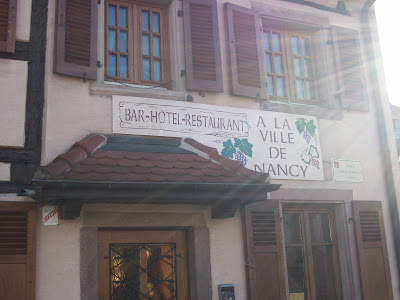 BAR-HOTEL-RESTAURANT
A LA
VILLE
DE
NANCY